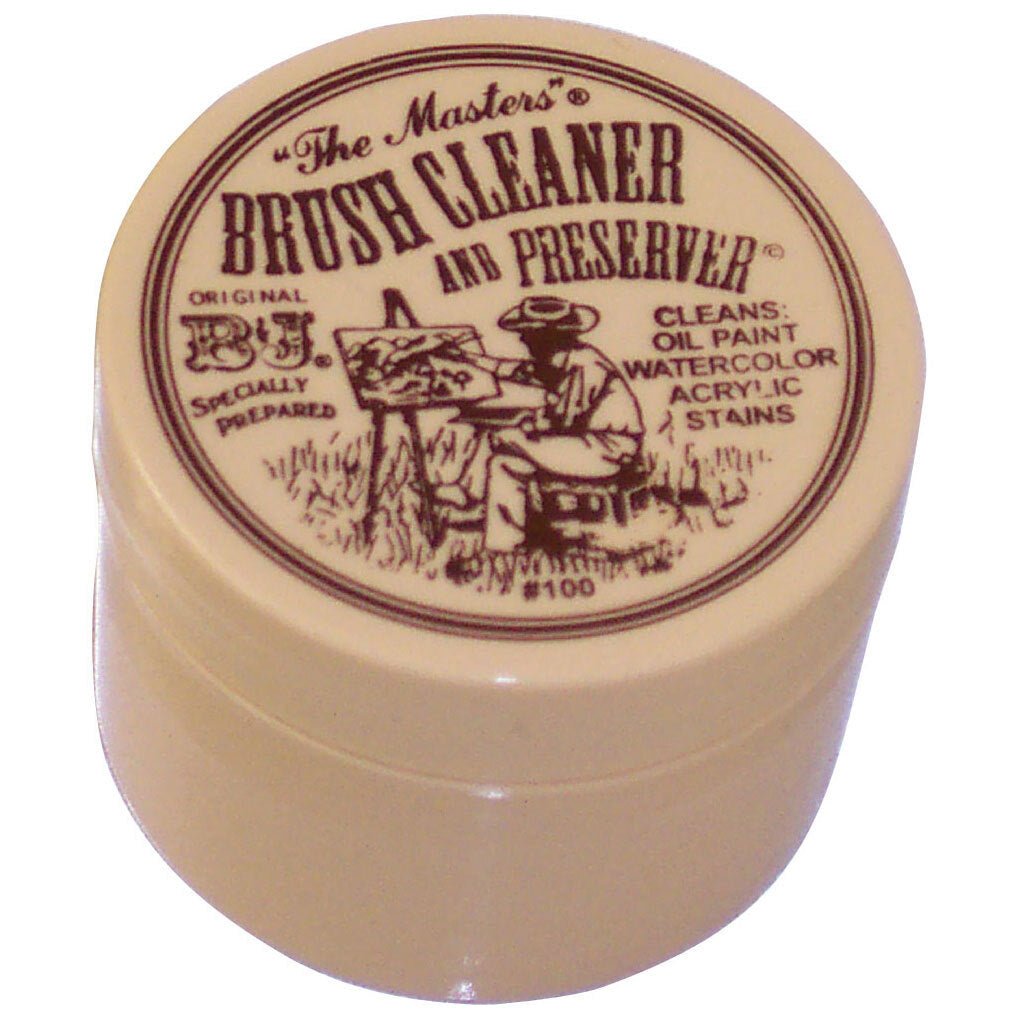 "The Masters"®
BRUSH CLEANER
AND PRESERVER©
ORIGINAL
B&J®
SPECIALLY
PREPARED
CLEANS:
OIL PAINT
WATERCOLOR
ACRYLIC
STAINS
#100